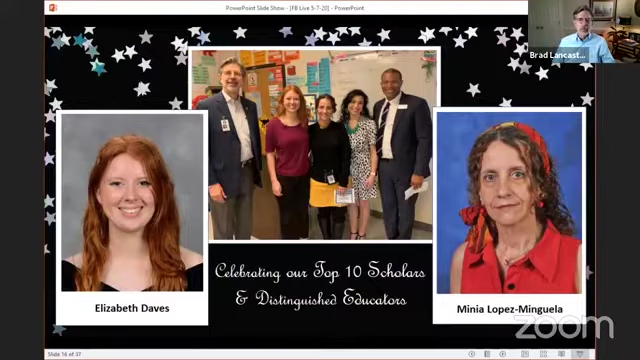 PowerPoint Slide Show - [FB Live 5-7-20] - PowerPoint
Brad Lancast...
Celebrating our Top 10 Scholars
& Distinguished Educators
Elizabeth Daves
Minia Lopez-Minguela
Slide 16 of 37
zoom